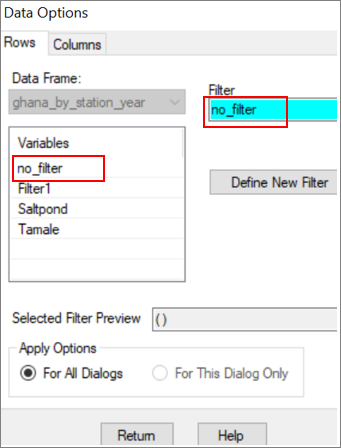 Data Options
Rows Columns
Data Frame:
ghana_by_station_year
Filter
no_filter
Variables
no_filter
Filter1
Saltpond
Tamale
Define New Filter
Selected Filter Preview ( )
Apply Options
For All Dialogs For This Dialog Only
Return Help